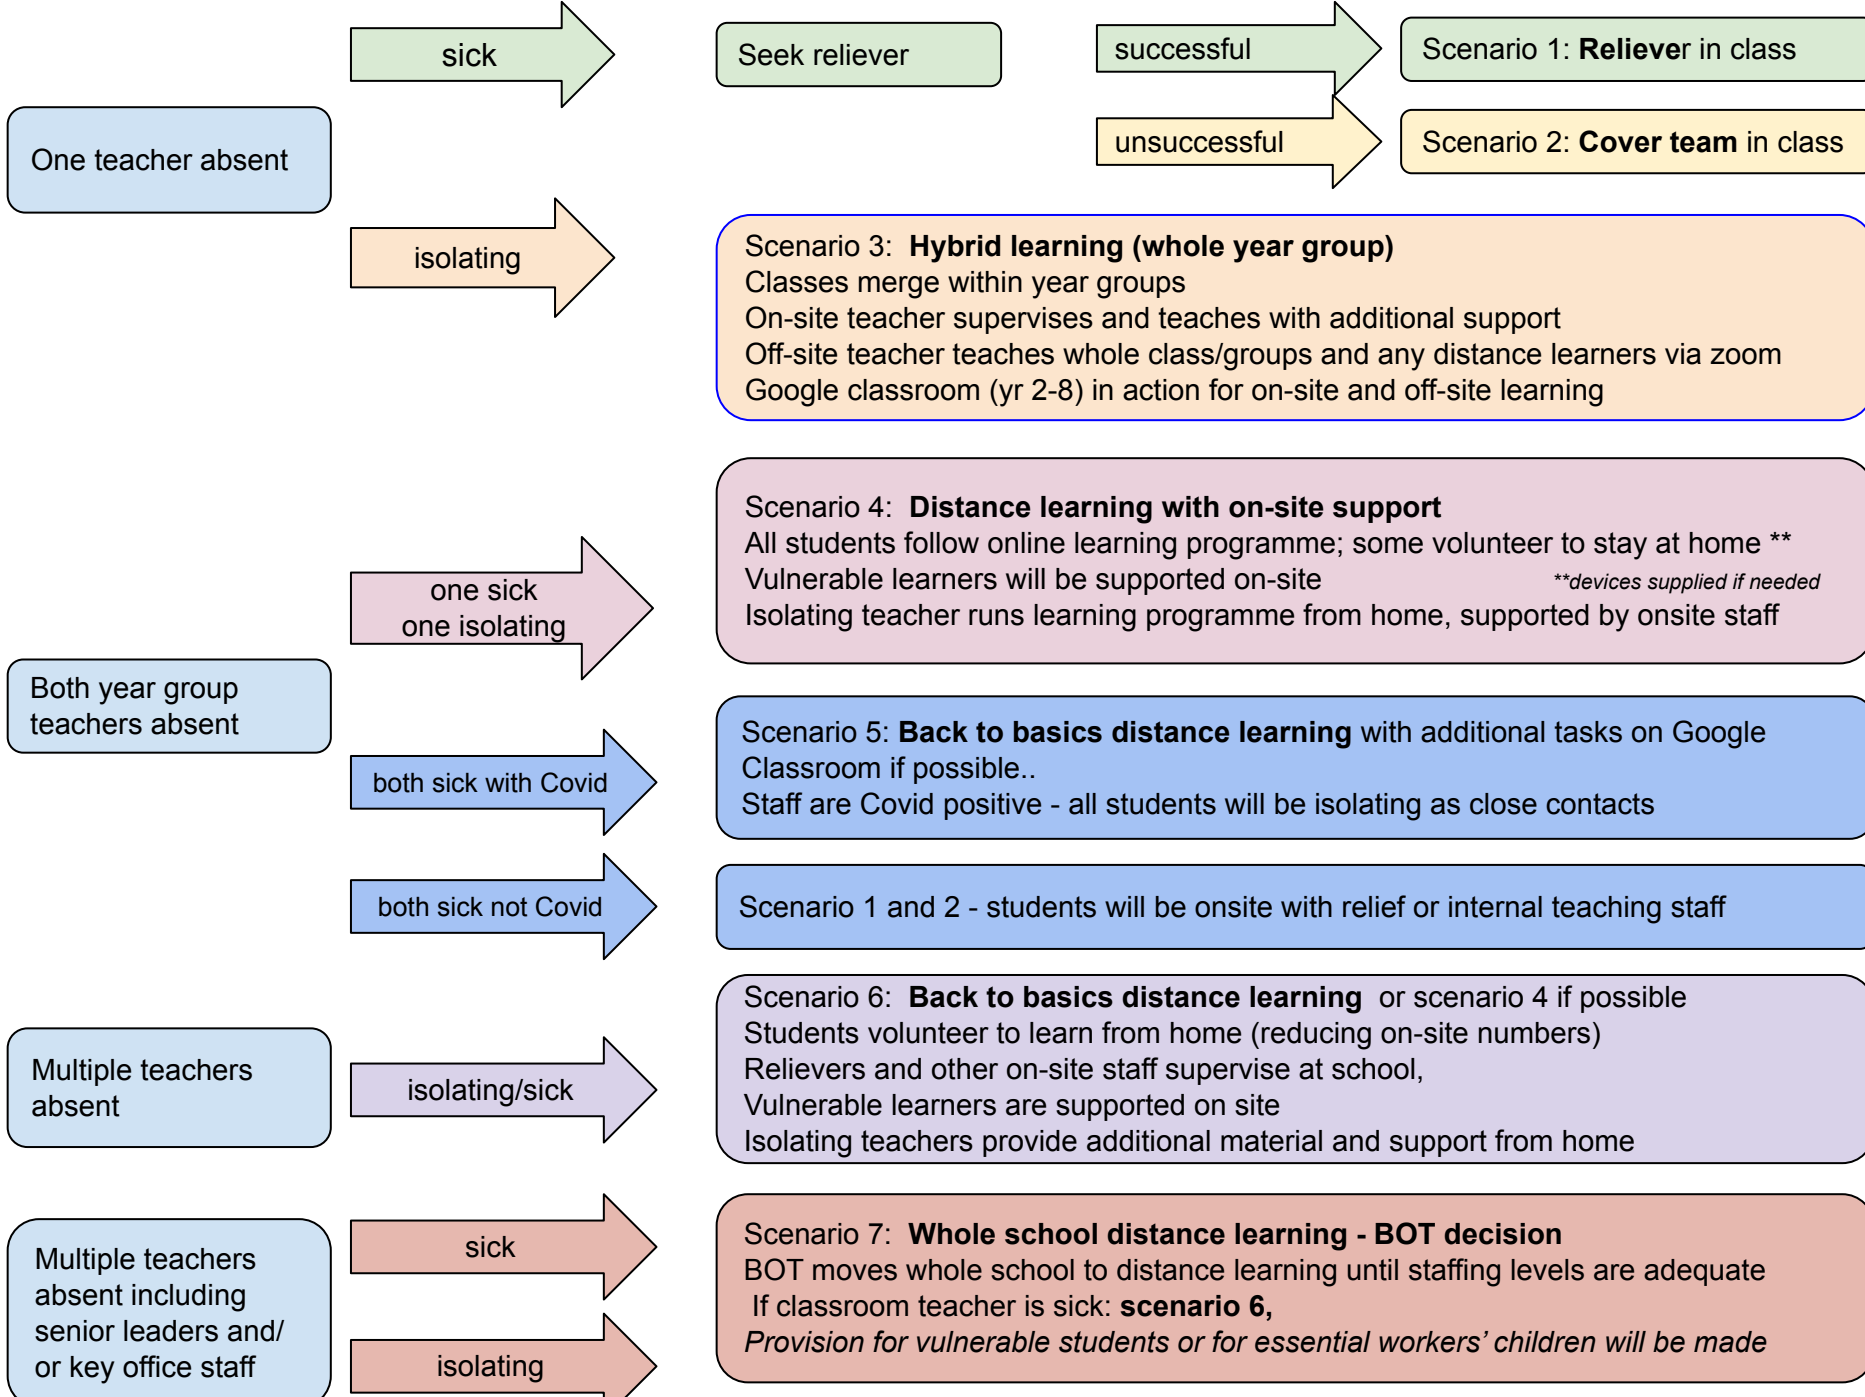 sick
Seek reliever
successful
Scenario 1: Reliever in class
One teacher absent
unsuccessful
Scenario 2: Cover team in class
isolating
Scenario 3: Hybrid learning (whole year group)
Classes merge within year groups
On-site teacher supervises and teaches with additional support
Off-site teacher teaches whole class/groups and any distance learners via zoom
Google classroom (yr 2-8) in action for on-site and off-site learning
Both year group
teachers absent
one sick
one isolating
Scenario 4: Distance learning with on-site support
All students follow online learning programme; some volunteer to stay at home **
Vulnerable learners will be supported on-site **devices supplied if needed
Isolating teacher runs learning programme from home, supported by onsite staff
both sick with Covid
Scenario 5: Back to basics distance learning with additional tasks on Google
Classroom if possible..
Staff are Covid positive - all students will be isolating as close contacts
both sick not Covid
Scenario 1 and 2 - students will be onsite with relief or internal teaching staff
Multiple teachers
absent
isolating/sick
Scenario 6: Back to basics distance learning or scenario 4 if possible
Students volunteer to learn from home (reducing on-site numbers)
Relievers and other on-site staff supervise at school,
Vulnerable learners are supported on site
Isolating teachers provide additional material and support from home
Multiple teachers
absent including
senior leaders and/
or key office staff
sick
isolating
Scenario 7: Whole school distance learning - BOT decision
BOT moves whole school to distance learning until staffing levels are adequate
If classroom teacher is sick: scenario 6,
Provision for vulnerable students or for essential workers’ children will be made